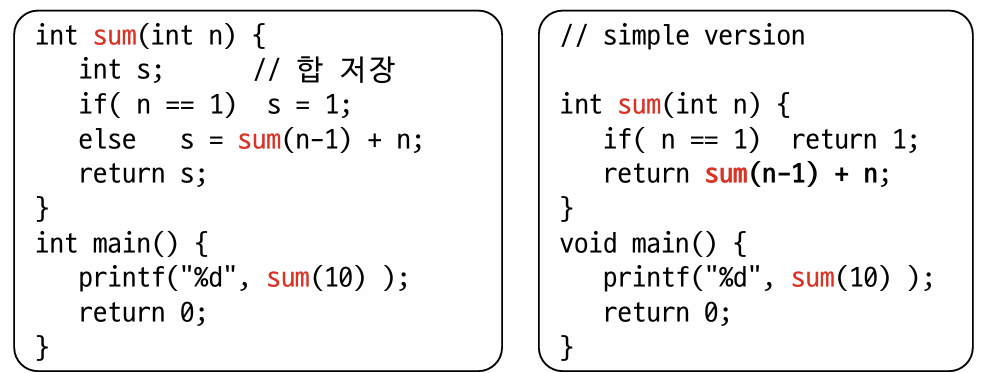 int sum(int n) {
int s;      // 합 저장
if( n == 1)  s = 1;
else   s = sum(n-1) + n;
return s;
}
int main() {
printf("%d", sum(10) );
return 0;
}
// simple version
int sum(int n) {
if( n == 1)  return 1;
return sum(n-1) + n;
}
void main() {
printf("%d", sum(10) );
return 0;
}